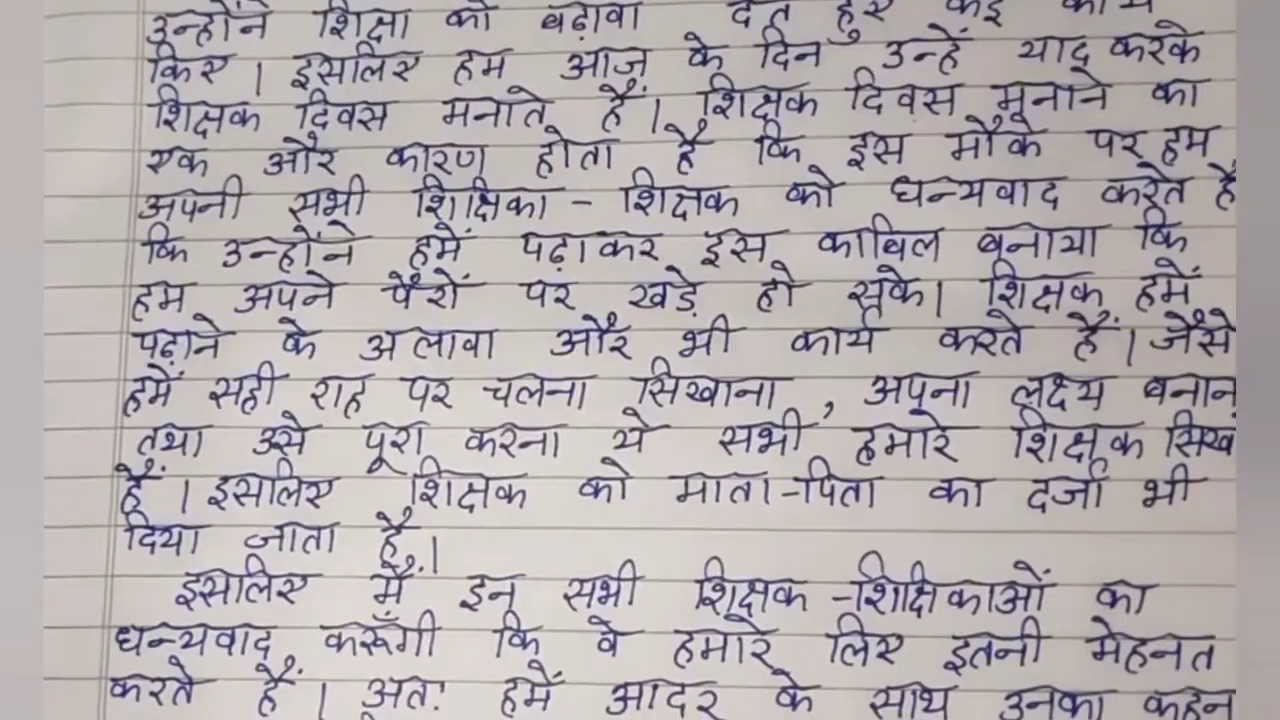 उन्होंने शिक्षा को बढ़ावा देते हुए कई कार्य
किए। इसलिए हम आज के दिन उन्हें याद करके
शिक्षक दिवस मनाते हैं। शिक्षक दिवस मनाने का
एक और कारण होता है कि इस मौके पर हम
अपनी सभी शिक्षिका - शिक्षक को धन्यवाद करते है
कि उन्होंने हमें पढ़ाकर इस काबिल बनाया कि
हम अपने पैरों पर खड़े हो सके। शिक्षक हमें
पढ़ाने के अलावा और भी कार्य करते हैं। जैसे
हमें सही राह पर चलना सिखाना, अपना लक्ष्य बनान
तथा उसे पूरा करना ये सभी हमारे शिक्षक सिख
हैं। इसलिए शिक्षक को माता-पिता का दर्जा भी
दिया जाता है।
इसलिए मैं इन सभी शिक्षक -शिक्षिकाओं का
धन्यवाद करूँगी कि वे हमारे लिए इतनी मेहनत
करते हैं। अतः हमें आदर के साथ उनका कहन